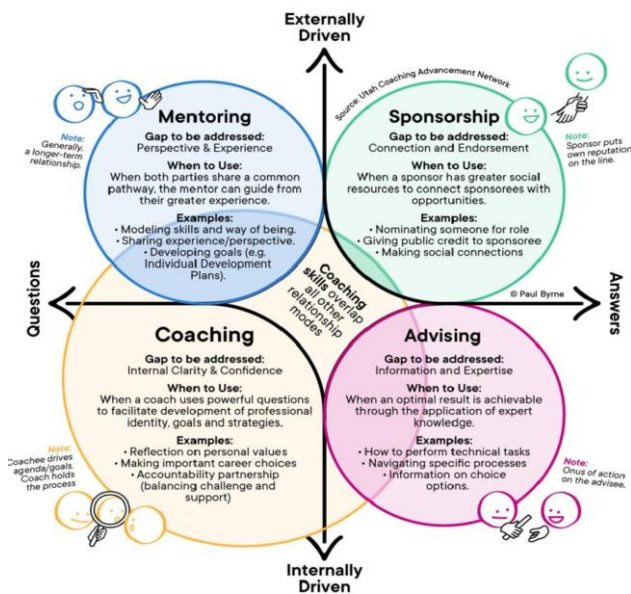 Externally
Driven
Source: Utah Coaching Advancement Network
Mentoring
Gap to be addressed:
Perspective & Experience
When to Use:
When both parties share a common
pathway, the mentor can guide from
their greater experience.
Examples:
• Modeling skills and way of being.
• Sharing experience/perspective.
• Developing goals (e.g.
Individual Development
Plans).
Note:
Generally,
a longer-term
relationship.
Sponsorship
Gap to be addressed:
Connection and Endorsement
When to Use:
When a sponsor has greater social
resources to connect sponsorees with
opportunities.
Examples:
• Nominating someone for role
• Giving public credit to sponsoree
• Making social connections
Note:
Sponsor puts
own reputation
on the line.
© Paul Byrne
Questions
Answers
Coaching
skills overlap
all other
relationship
modes
Coaching
Gap to be addressed:
Internal Clarity & Confidence
When to Use:
When a coach uses powerful questions
to facilitate development of professional
identity, goals and strategies.
Examples:
• Reflection on personal values
• Making important career choices
• Accountability partnership
(balancing challenge and
support)
Note:
Coachee drives
agenda/goals.
Coach holds
the process
Advising
Gap to be addressed:
Information and Expertise
When to Use:
When an optimal result is achievable
through the application of expert
knowledge.
Examples:
• How to perform technical tasks
• Navigating specific processes
• Information on choice
options.
Note:
Onus of action
on the advisee.
Internally
Driven